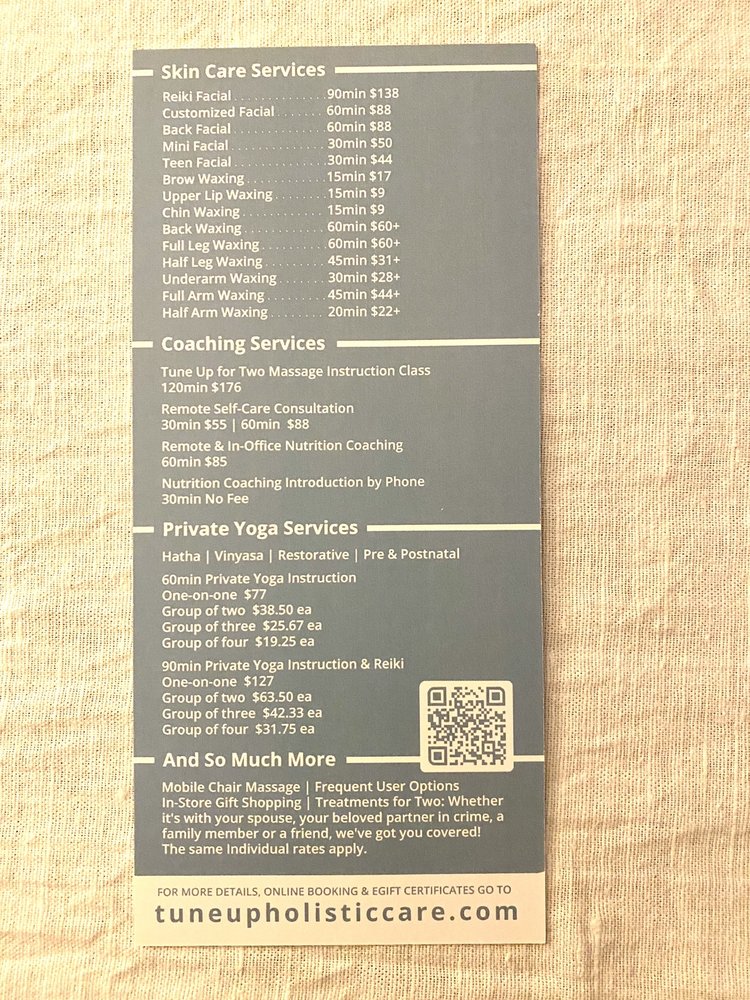 Skin Care Services
Reiki Facial . . . . . . . . . . . . . 90min $138
Customized Facial . . . . . . . 60min $88
Back Facial . . . . . . . . . . . . . 60min $88
Mini Facial . . . . . . . . . . . . . 30min $50
Teen Facial . . . . . . . . . . . . . 30min $44
Brow Waxing . . . . . . . . . . . 15min $17
Upper Lip Waxing . . . . . . . 15min $9
Chin Waxing . . . . . . . . . . . 15min $9
Back Waxing . . . . . . . . . . . 60min $60+
Full Leg Waxing . . . . . . . . . 60min $60+
Half Leg Waxing . . . . . . . . 45min $31+
Underarm Waxing . . . . . . 30min $28+
Full Arm Waxing . . . . . . . . 45min $44+
Half Arm Waxing . . . . . . . 20min $22+
Coaching Services
Tune Up for Two Massage Instruction Class
120min $176
Remote Self-Care Consultation
30min $55 | 60min $88
Remote & In-Office Nutrition Coaching
60min $85
Nutrition Coaching Introduction by Phone
30min No Fee
Private Yoga Services
Hatha | Vinyasa | Restorative | Pre & Postnatal
60min Private Yoga Instruction
One-on-one $77
Group of two $38.50 ea
Group of three $25.67 ea
Group of four $19.25 ea
90min Private Yoga Instruction & Reiki
One-on-one $127
Group of two $63.50 ea
Group of three $42.33 ea
Group of four $31.75 ea
And So Much More
Mobile Chair Massage | Frequent User Options
In-Store Gift Shopping | Treatments for Two: Whether
it's with your spouse, your beloved partner in crime, a
family member or a friend, we've got you covered!
The same Individual rates apply.
FOR MORE DETAILS, ONLINE BOOKING & EGIFT CERTIFICATES GO TO
tuneupholisticcare.com